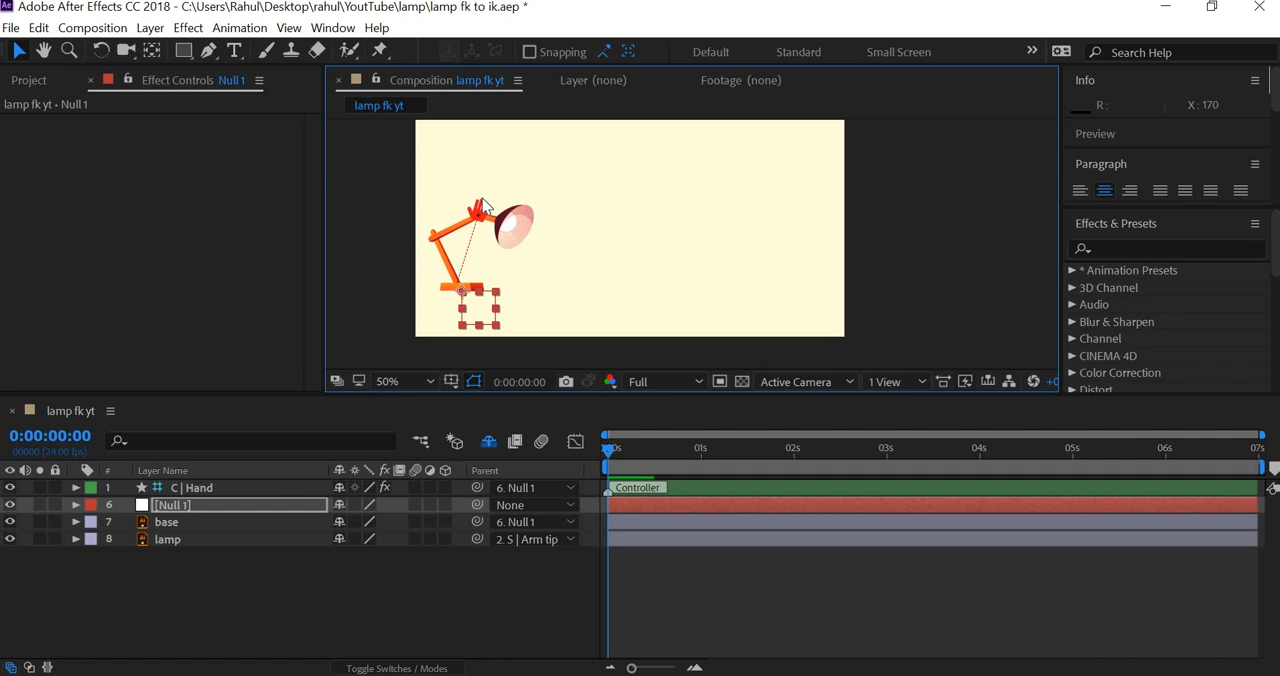 Adobe After Effects CC 2018 - C:\Users\Rahul\Desktop\rahul\YouTube\lamp\lamp fk to ik.aep *
File Edit Composition Layer Effect Animation View Window Help
Snapping Default Standard Small Screen Search Help
Project Effect Controls Null 1 Composition lamp fk yt Layer (none) Footage (none) Info
lamp fk yt • Null 1 lamp fk yt R : X : 170
Preview
Paragraph
Effects & Presets
* Animation Presets
3D Channel
Audio
Blur & Sharpen
Channel
CINEMA 4D
Color Correction
Distort
50% 0:00:00:00 Full Active Camera 1 View +0
lamp fk yt
0:00:00:00
00000 (24.00 fps)
01s 02s 03s 04s 05s 06s 07s
# Layer Name Parent
1 C | Hand 6. Null 1 Controller
6 [Null 1] None
7 base 6. Null 1
8 lamp 2. S | Arm tip
Toggle Switches / Modes